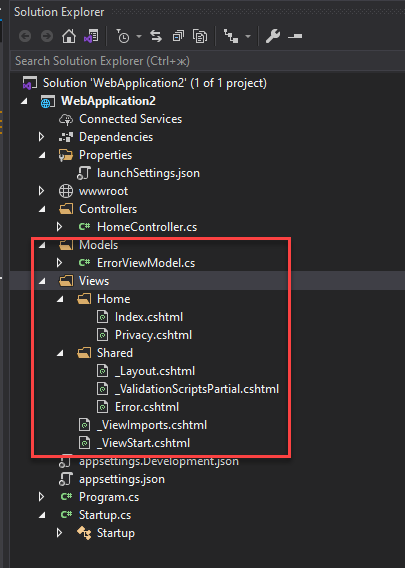 Solution Explorer
Search Solution Explorer (Ctrl+ж)
Solution 'WebApplication2' (1 of 1 project)
WebApplication2
Connected Services
Dependencies
Properties
launchSettings.json
wwwroot
Controllers
C# HomeController.cs
Models
C# ErrorViewModel.cs
Views
Home
Index.cshtml
Privacy.cshtml
Shared
_Layout.cshtml
_ValidationScriptsPartial.cshtml
Error.cshtml
_ViewImports.cshtml
_ViewStart.cshtml
appsettings.Development.json
appsettings.json
C# Program.cs
C# Startup.cs
Startup